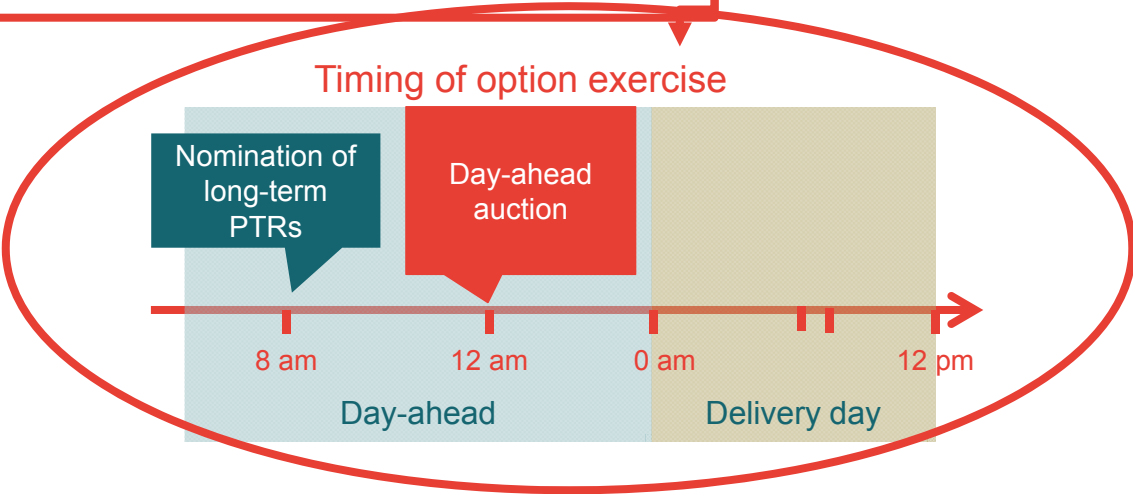 Timing of option exercise
Nomination of
long-term
PTRs
Day-ahead
auction
8 am
12 am
0 am
12 pm
Day-ahead
Delivery day